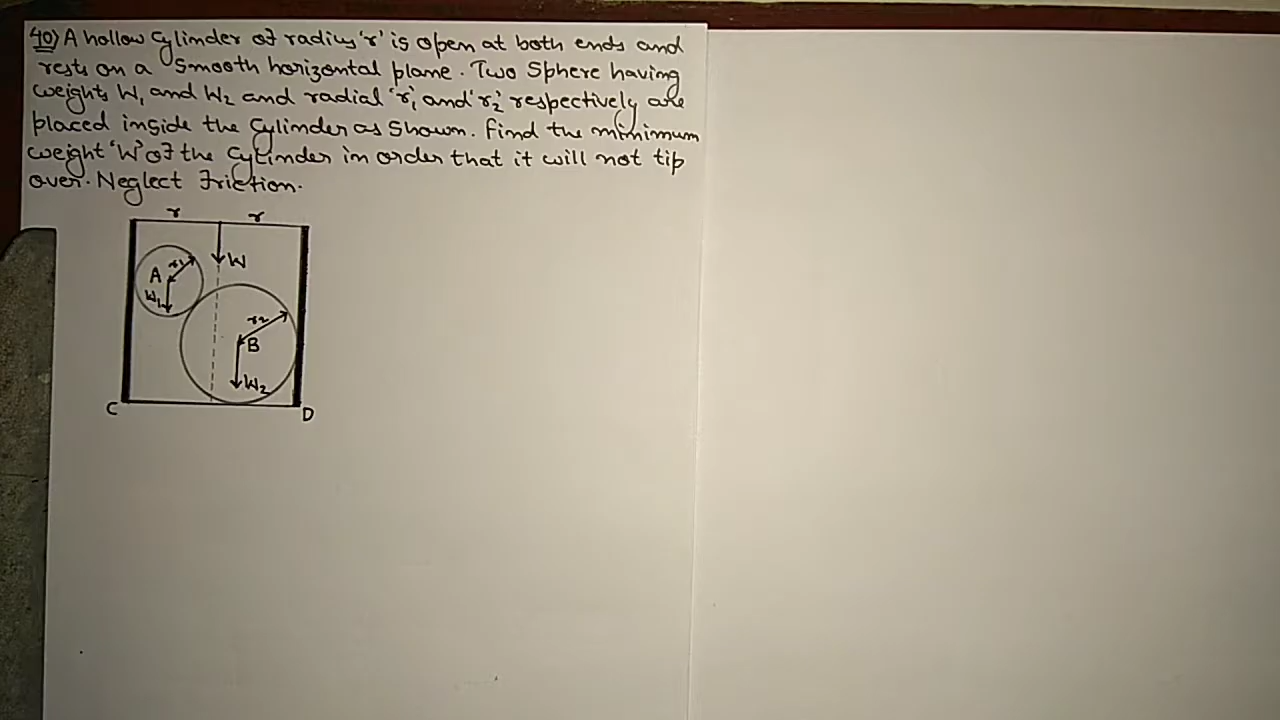 40) A hollow cylinder of radius 'r' is open at both ends and
rests on a smooth horizontal plane. Two Sphere having
weights W1 and W2 and radial 'r1' and 'r2' respectively are
placed inside the cylinder as shown. Find the minimum
weight 'W' of the cylinder in order that it will not tip
over. Neglect Friction.
r r
W
r1
A
W1
r2
B
W2
C D